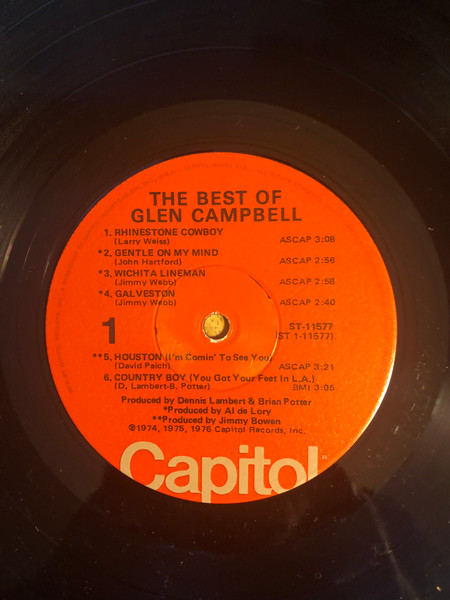 THE BEST OF
GLEN CAMPBELL
1. RHINESTONE COWBOY
(Larry Weiss) ASCAP 3:08
*2. GENTLE ON MY MIND
(John Hartford) ASCAP 2:56
*3. WICHITA LINEMAN
(Jimmy Webb) ASCAP 2:58
*4. GALVESTON
(Jimmy Webb) ASCAP 2:40
1
ST-11577
(ST 1-11577)
**5. HOUSTON (I'm Comin' To See You)
(David Paich) ASCAP 3:21
6. COUNTRY BOY (You Got Your Feet In L.A.)
(D. Lambert-B. Potter) BMI 3:05
Produced by Dennis Lambert & Brian Potter
*Produced by Al de Lory
**Produced by Jimmy Bowen
℗1974, 1975, 1976 Capitol Records, Inc.
Capitol®